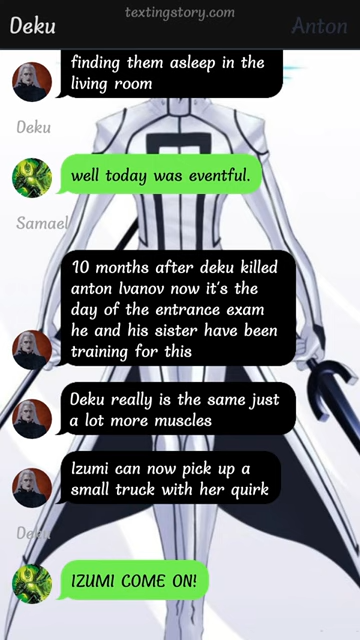 textingstory.com
Deku
Anton
finding them asleep in the
living room
Deku
well today was eventful.
Samael
10 months after deku killed
anton Ivanov now it's the
day of the entrance exam
he and his sister have been
training for this
Deku really is the same just
a lot more muscles
Izumi can now pick up a
small truck with her quirk
Deku
IZUMI COME ON!